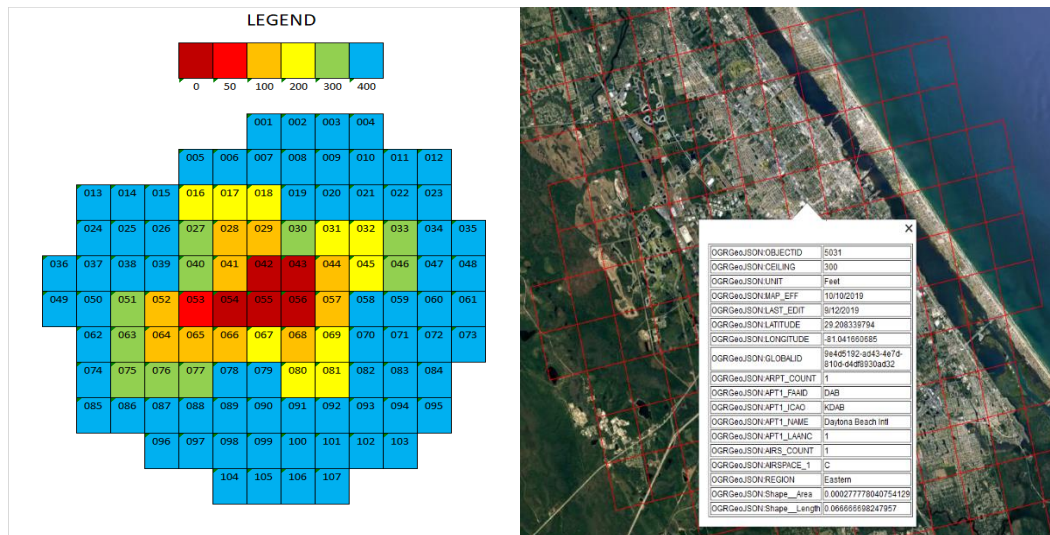 LEGEND
0 50 100 200 300 400
001 002 003 004
005 006 007 008 009 010 011 012
013 014 015 016 017 018 019 020 021 022 023
024 025 026 027 028 029 030 031 032 033 034 035
036 037 038 039 040 041 042 043 044 045 046 047 048
049 050 051 052 053 054 055 056 057 058 059 060 061
062 063 064 065 066 067 068 069 070 071 072 073
074 075 076 077 078 079 080 081 082 083 084
085 086 087 088 089 090 091 092 093 094 095
096 097 098 099 100 101 102 103
104 105 106 107
X
OGRGeoJSON:OBJECTID 5031
OGRGeoJSON:CEILING 300
OGRGeoJSON:UNIT Feet
OGRGeoJSON:MAP_EFF 10/10/2019
OGRGeoJSON:LAST_EDIT 9/12/2019
OGRGeoJSON:LATITUDE 29.208339794
OGRGeoJSON:LONGITUDE -81.041660685
OGRGeoJSON:GLOBALID 9e4d5192-ad43-4e7d-
810d-d4df8930ad32
OGRGeoJSON:ARPT_COUNT 1
OGRGeoJSON:APT1_FAAID DAB
OGRGeoJSON:APT1_ICAO KDAB
OGRGeoJSON:APT1_NAME Daytona Beach Intl
OGRGeoJSON:APT1_LAANC 1
OGRGeoJSON:AIRS_COUNT 1
OGRGeoJSON:AIRSPACE_1 C
OGRGeoJSON:REGION Eastern
OGRGeoJSON:Shape__Area 0.000277778040754129
OGRGeoJSON:Shape__Length 0.066666698247957